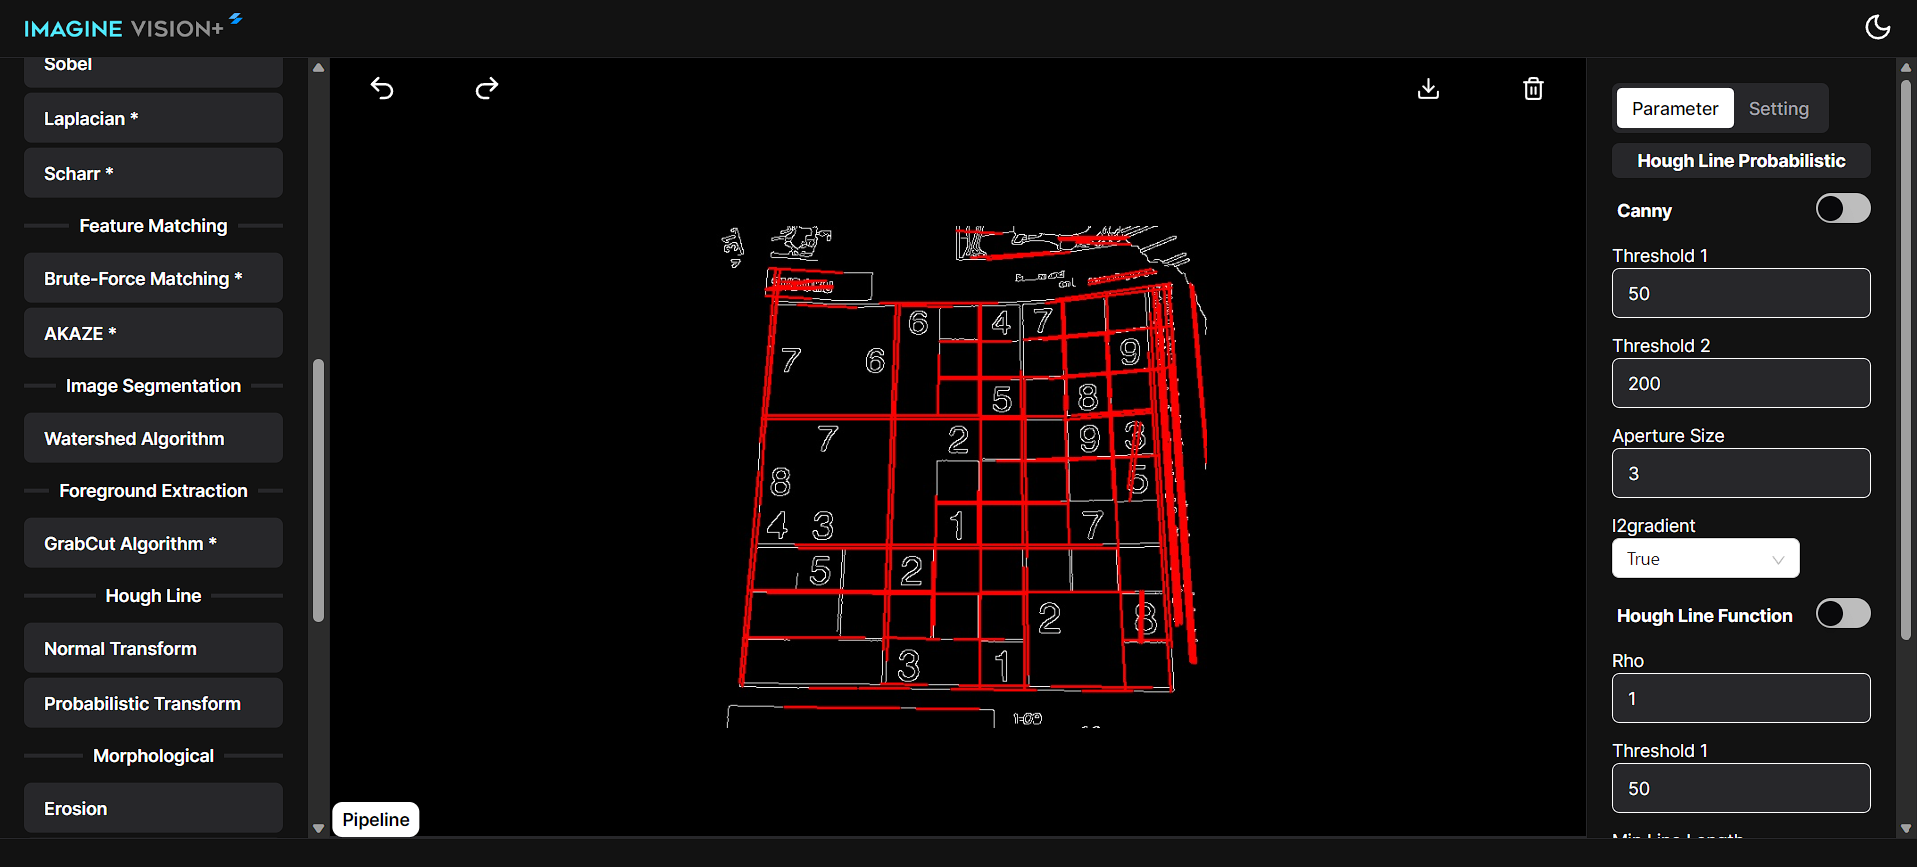 IMAGINE VISION+
Sobel
Laplacian *
Scharr *
Feature Matching
Brute-Force Matching *
AKAZE *
Image Segmentation
Watershed Algorithm
Foreground Extraction
GrabCut Algorithm *
Hough Line
Normal Transform
Probabilistic Transform
Morphological
Erosion
6 4 7
7 6 9
5 8
7 2 9 3
8 5
4 3 1 7
5 2
2 8
3 1
Pipeline
Parameter Setting
Hough Line Probabilistic
Canny
Threshold 1
50
Threshold 2
200
Aperture Size
3
l2gradient
True
Hough Line Function
Rho
1
Threshold 1
50
Min Line Length